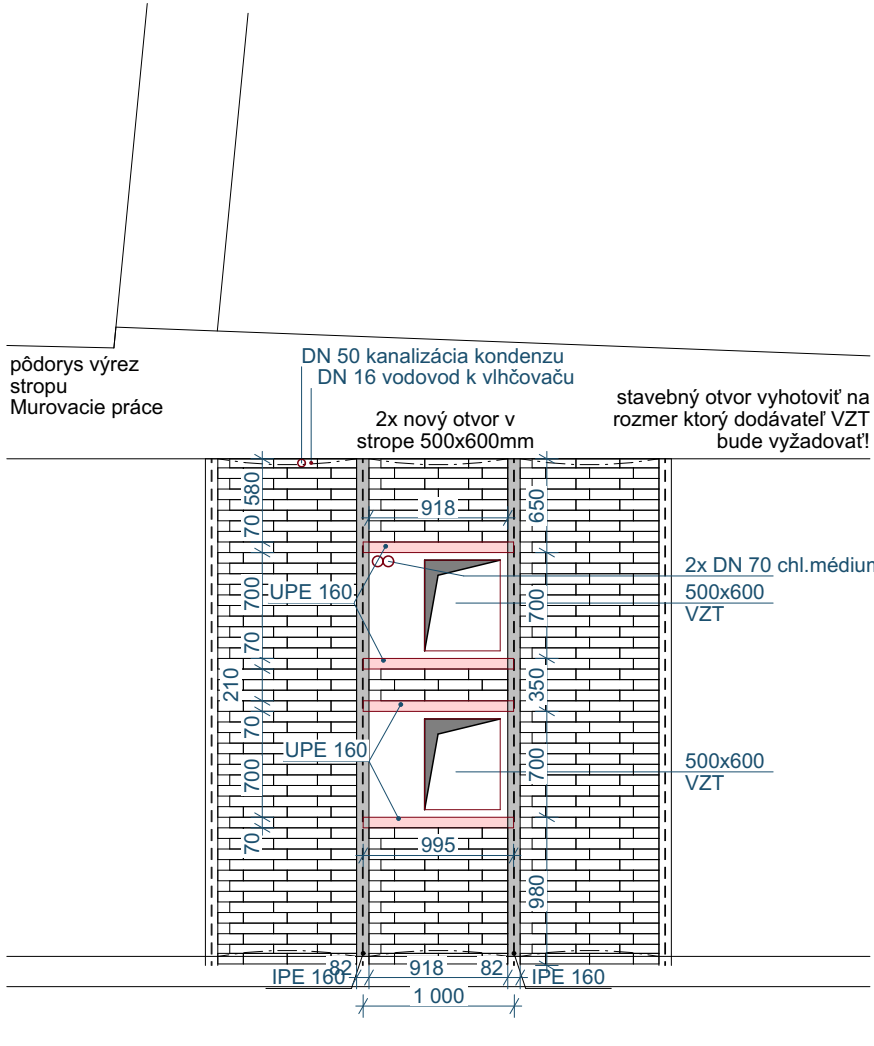 pôdorys výrez
stropu
Murovacie práce
DN 50 kanalizácia kondenzu
DN 16 vodovod k vlhčovaču
2x nový otvor v
strope 500x600mm
stavebný otvor vyhotoviť na
rozmer ktorý dodávateľ VZT
bude vyžadovať!
580
70
700
70
210
70
700
70
918
650
700
350
700
980
UPE 160
UPE 160
2x DN 70 chl.médium
500x600
VZT
500x600
VZT
995
82
918
82
IPE 160
IPE 160
1 000